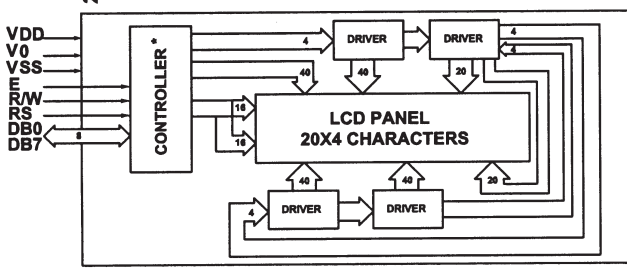 VDD
V0
VSS
E
R/W
RS
DB0
DB7
8
CONTROLLER*
4
DRIVER
DRIVER
4
4
40
40
20
16
16
LCD PANEL
20X4 CHARACTERS
40
40
20
4
DRIVER
DRIVER